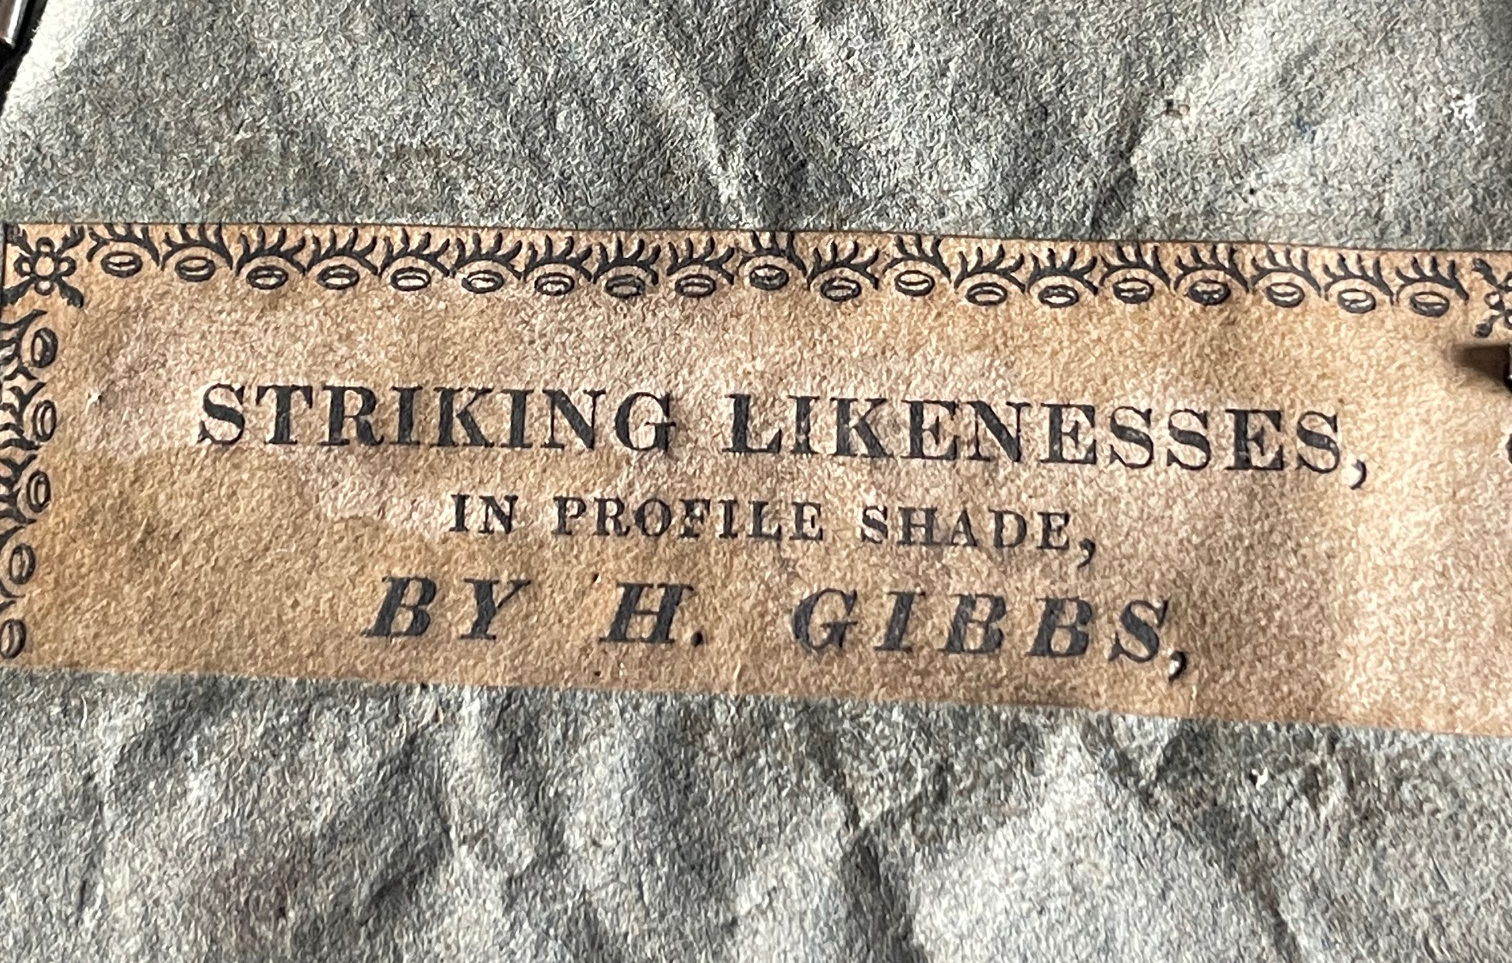 STRIKING LIKENESSES,
IN PROFILE SHADE,
BY H. GIBBS,